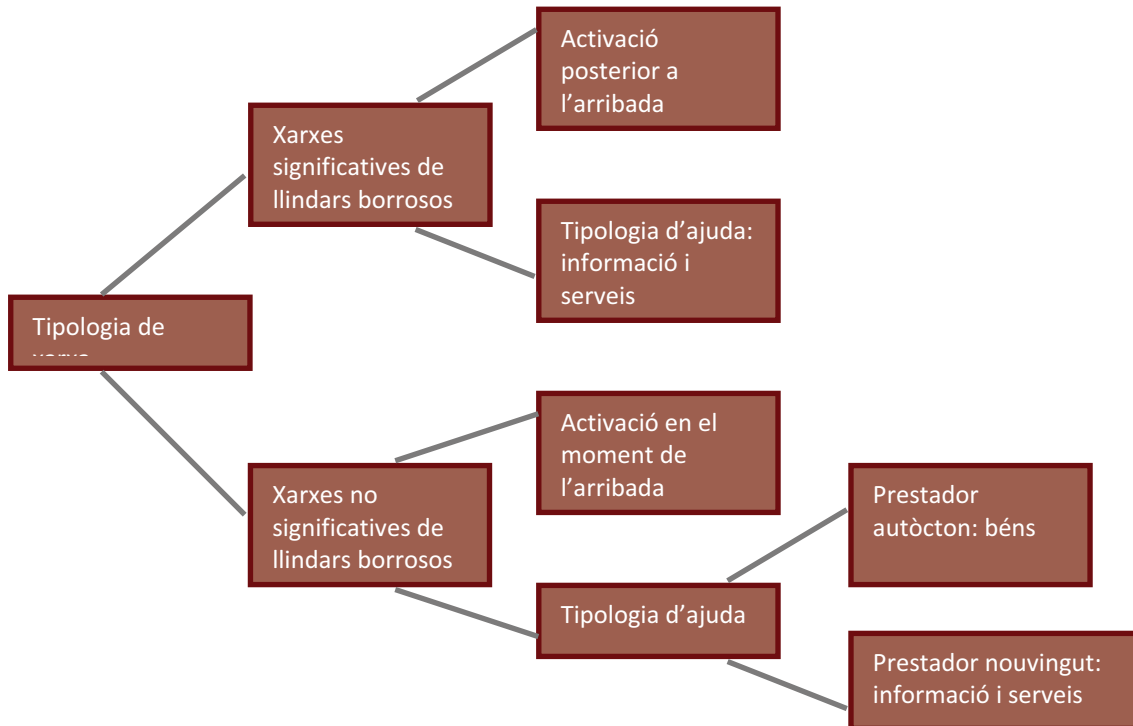 Activació
posterior a
l'arribada
Xarxes
significatives de
llindars borrosos
Tipologia d'ajuda:
informació i
serveis
Tipologia de
Activació en el
moment de
l'arribada
Xarxes no
significatives de
llindars borrosos
Prestador
autòcton: béns
Tipologia d'ajuda
Prestador nouvingut:
informació i serveis